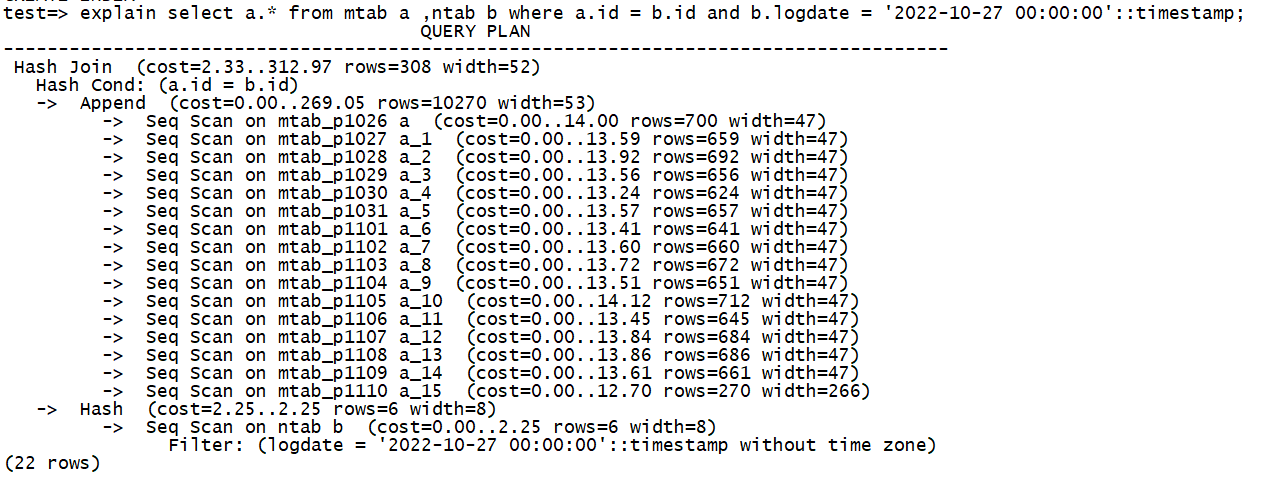 test=> explain select a.* from mtab a ,ntab b where a.id = b.id and b.logdate = '2022-10-27 00:00:00'::timestamp;
                                      QUERY PLAN
--------------------------------------------------------------------------------------
 Hash Join  (cost=2.33..312.97 rows=308 width=52)
   Hash Cond: (a.id = b.id)
   ->  Append  (cost=0.00..269.05 rows=10270 width=53)
         ->  Seq Scan on mtab_p1026 a  (cost=0.00..14.00 rows=700 width=47)
         ->  Seq Scan on mtab_p1027 a_1  (cost=0.00..13.59 rows=659 width=47)
         ->  Seq Scan on mtab_p1028 a_2  (cost=0.00..13.92 rows=692 width=47)
         ->  Seq Scan on mtab_p1029 a_3  (cost=0.00..13.56 rows=656 width=47)
         ->  Seq Scan on mtab_p1030 a_4  (cost=0.00..13.24 rows=624 width=47)
         ->  Seq Scan on mtab_p1031 a_5  (cost=0.00..13.57 rows=657 width=47)
         ->  Seq Scan on mtab_p1101 a_6  (cost=0.00..13.41 rows=641 width=47)
         ->  Seq Scan on mtab_p1102 a_7  (cost=0.00..13.60 rows=660 width=47)
         ->  Seq Scan on mtab_p1103 a_8  (cost=0.00..13.72 rows=672 width=47)
         ->  Seq Scan on mtab_p1104 a_9  (cost=0.00..13.51 rows=651 width=47)
         ->  Seq Scan on mtab_p1105 a_10  (cost=0.00..14.12 rows=712 width=47)
         ->  Seq Scan on mtab_p1106 a_11  (cost=0.00..13.45 rows=645 width=47)
         ->  Seq Scan on mtab_p1107 a_12  (cost=0.00..13.84 rows=684 width=47)
         ->  Seq Scan on mtab_p1108 a_13  (cost=0.00..13.86 rows=686 width=47)
         ->  Seq Scan on mtab_p1109 a_14  (cost=0.00..13.61 rows=661 width=47)
         ->  Seq Scan on mtab_p1110 a_15  (cost=0.00..12.70 rows=270 width=266)
   ->  Hash  (cost=2.25..2.25 rows=6 width=8)
         ->  Seq Scan on ntab b  (cost=0.00..2.25 rows=6 width=8)
               Filter: (logdate = '2022-10-27 00:00:00'::timestamp without time zone)
(22 rows)